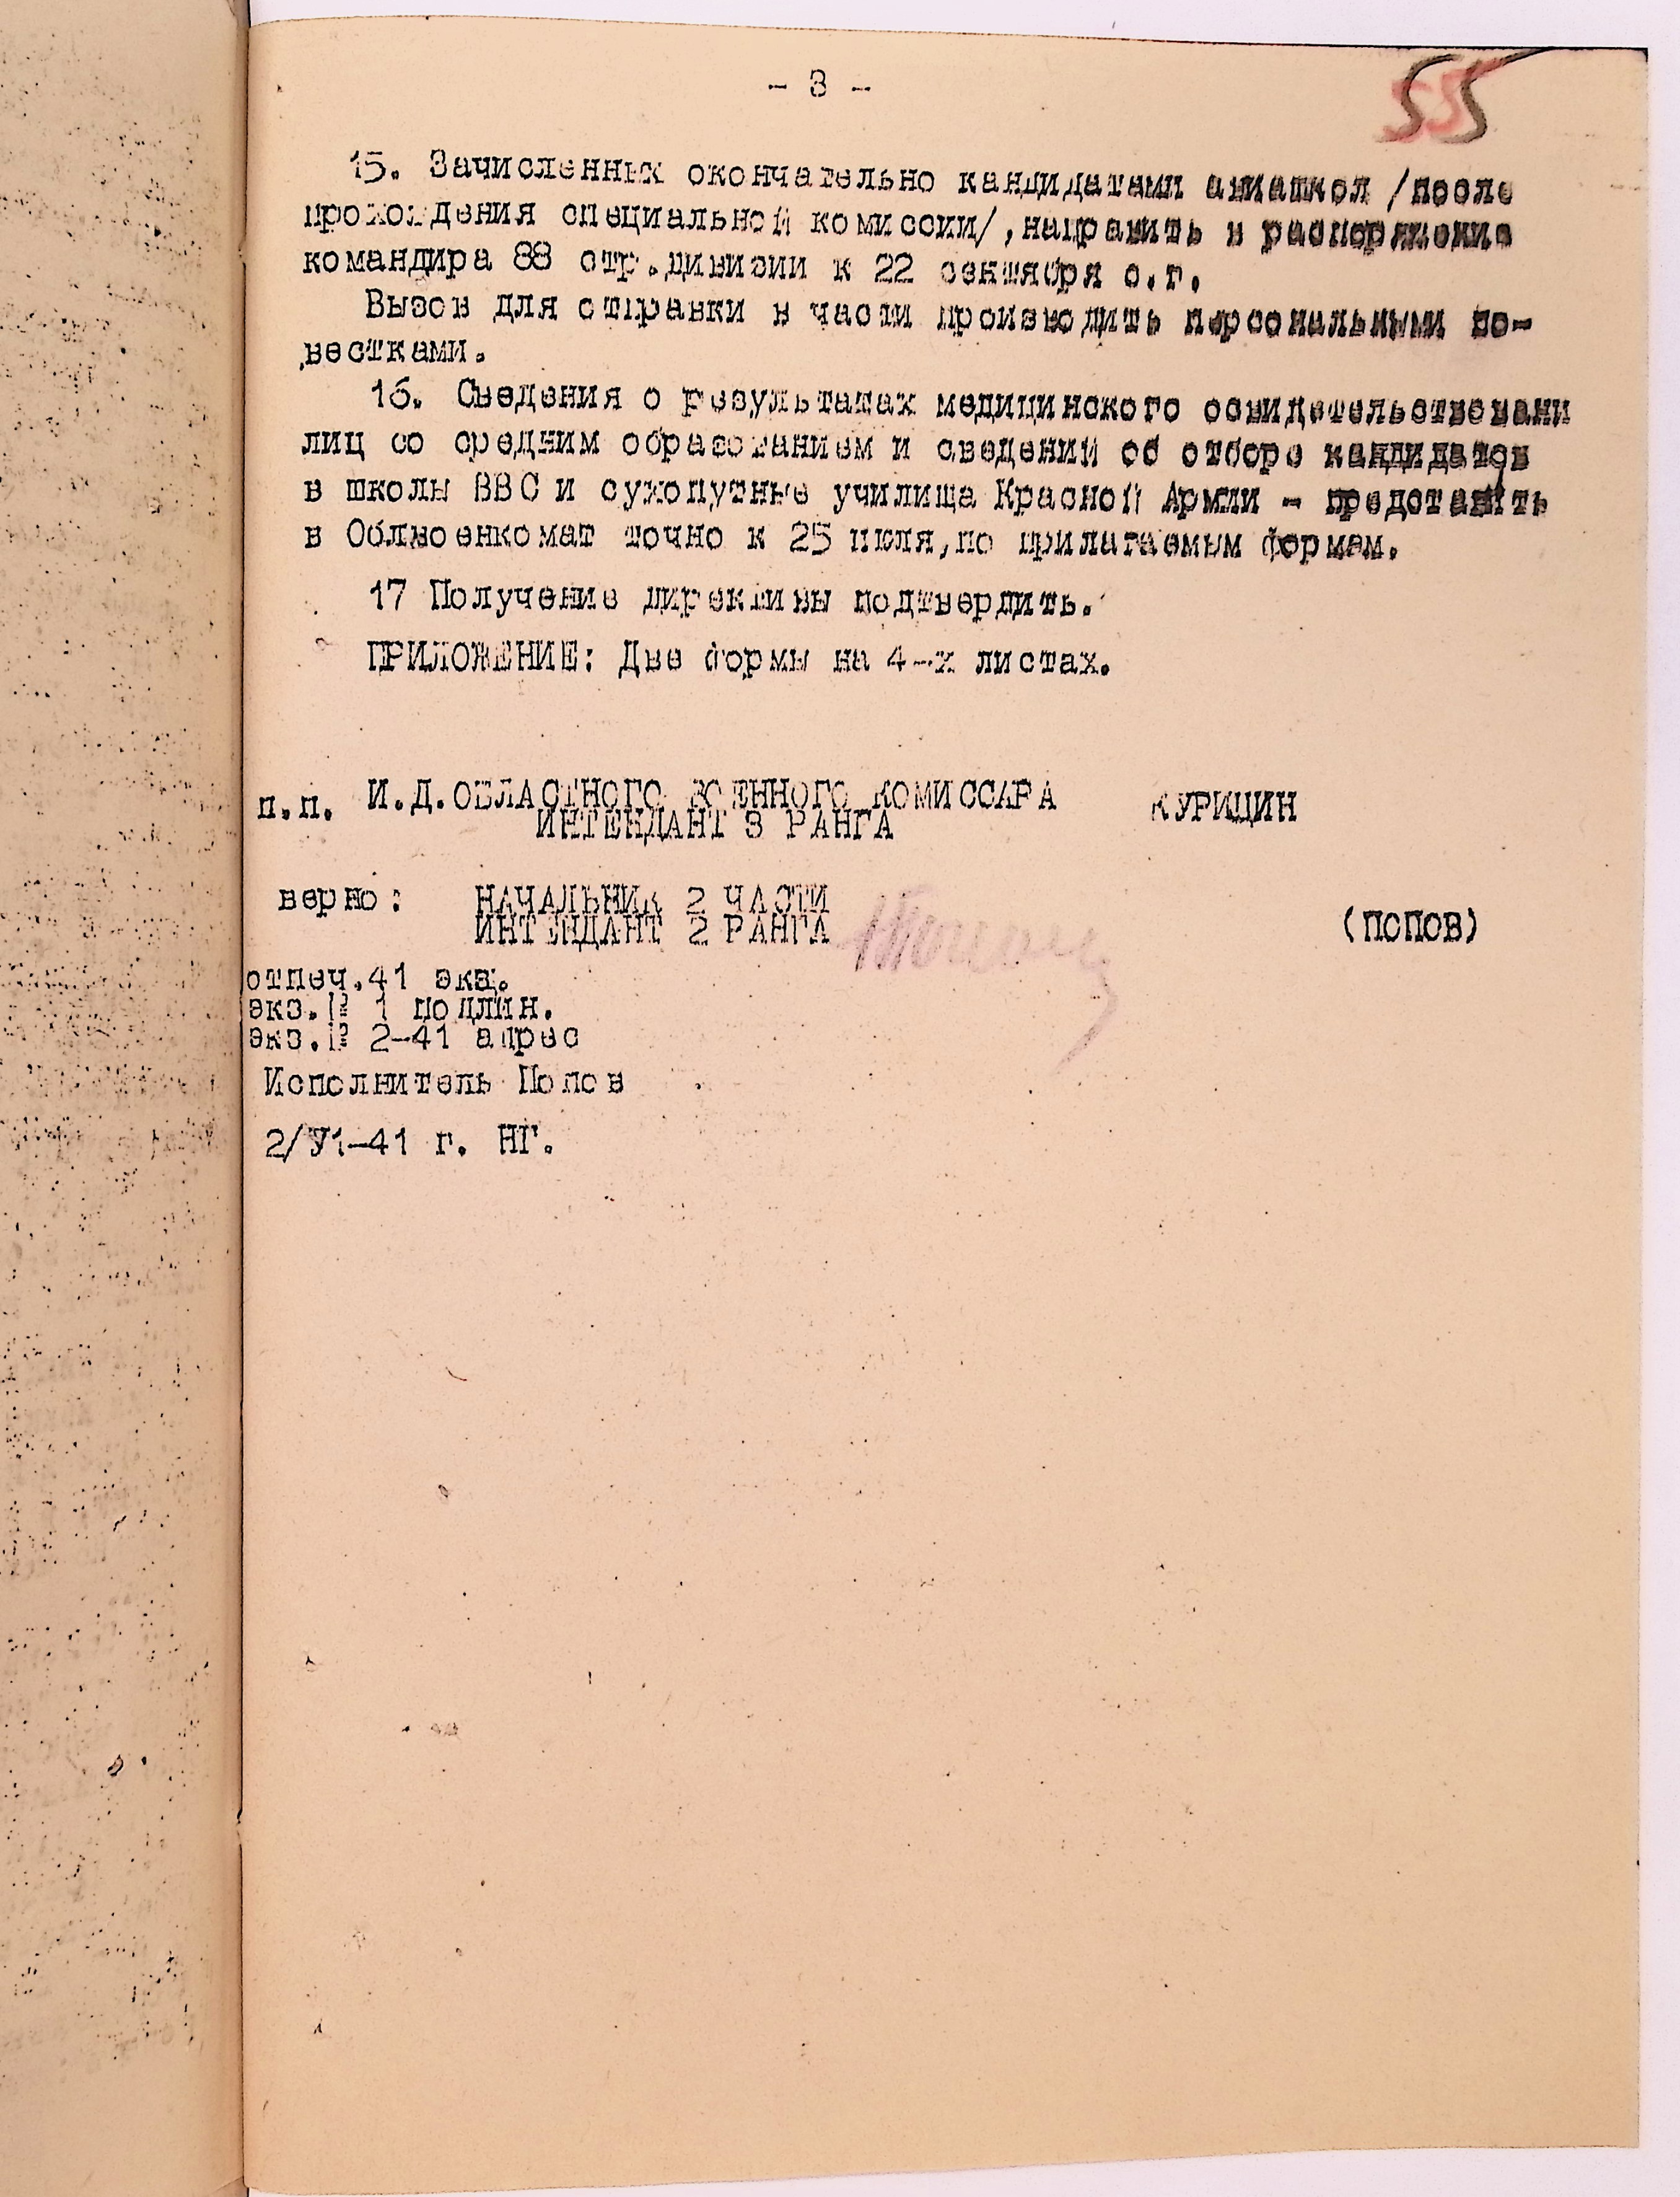 - 3 -
55
15. Зачисленных окончательно кандидатами авиашкол /после
прохождения специальной комиссии/, направить в распоряжение
командира 88 стр.дивизии к 22 сентября с.г.
Вызов для отправки в части производить персональными по-
вестками.
16. Сведения о результатах медицинского освидетельствовани
лиц со средним образованием и сведений об отборе кандидатов
в школы ВВС и сухопутные училища Красной Армли - представить
в Облвоенкомат точно к 25 июля, по прилагаемым формам.
17 Получение директивы подтвердить.
ПРИЛОЖЕНИЕ: Две формы на 4-х листах.
п.п. И.Д.ОБЛАСТНОГО ВОЕННОГО КОМИССАРА КУРИЦИН
ИНТЕНДАНТ 3 РАНГА
верно: НАЧАЛЬНИК 2 ЧАСТИ
ИНТЕНДАНТ 2 РАНГА (ПОПОВ)
отпеч.41 экз.
экз.№ 1 подлин.
экз.№ 2-41 адрес
Исполнитель Попов
2/У1-41 г. НГ.